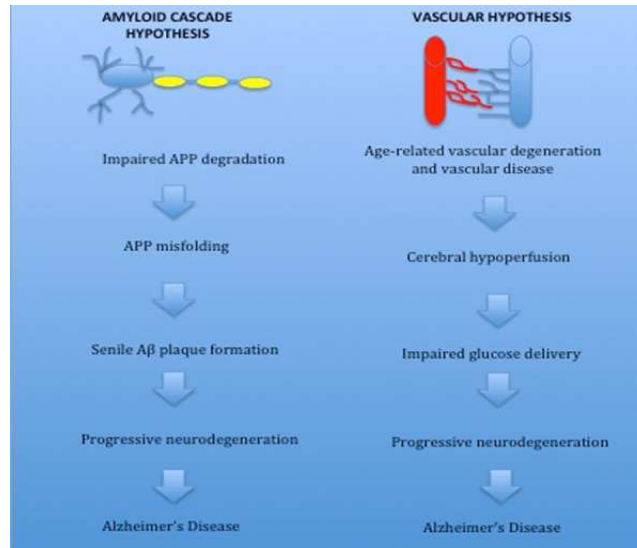 AMYLOID CASCADE
HYPOTHESIS
Impaired APP degradation
APP misfolding
Senile Aβ plaque formation
Progressive neurodegeneration
Alzheimer's Disease
VASCULAR HYPOTHESIS
Age-related vascular degeneration
and vascular disease
Cerebral hypoperfusion
Impaired glucose delivery
Progressive neurodegeneration
Alzheimer's Disease